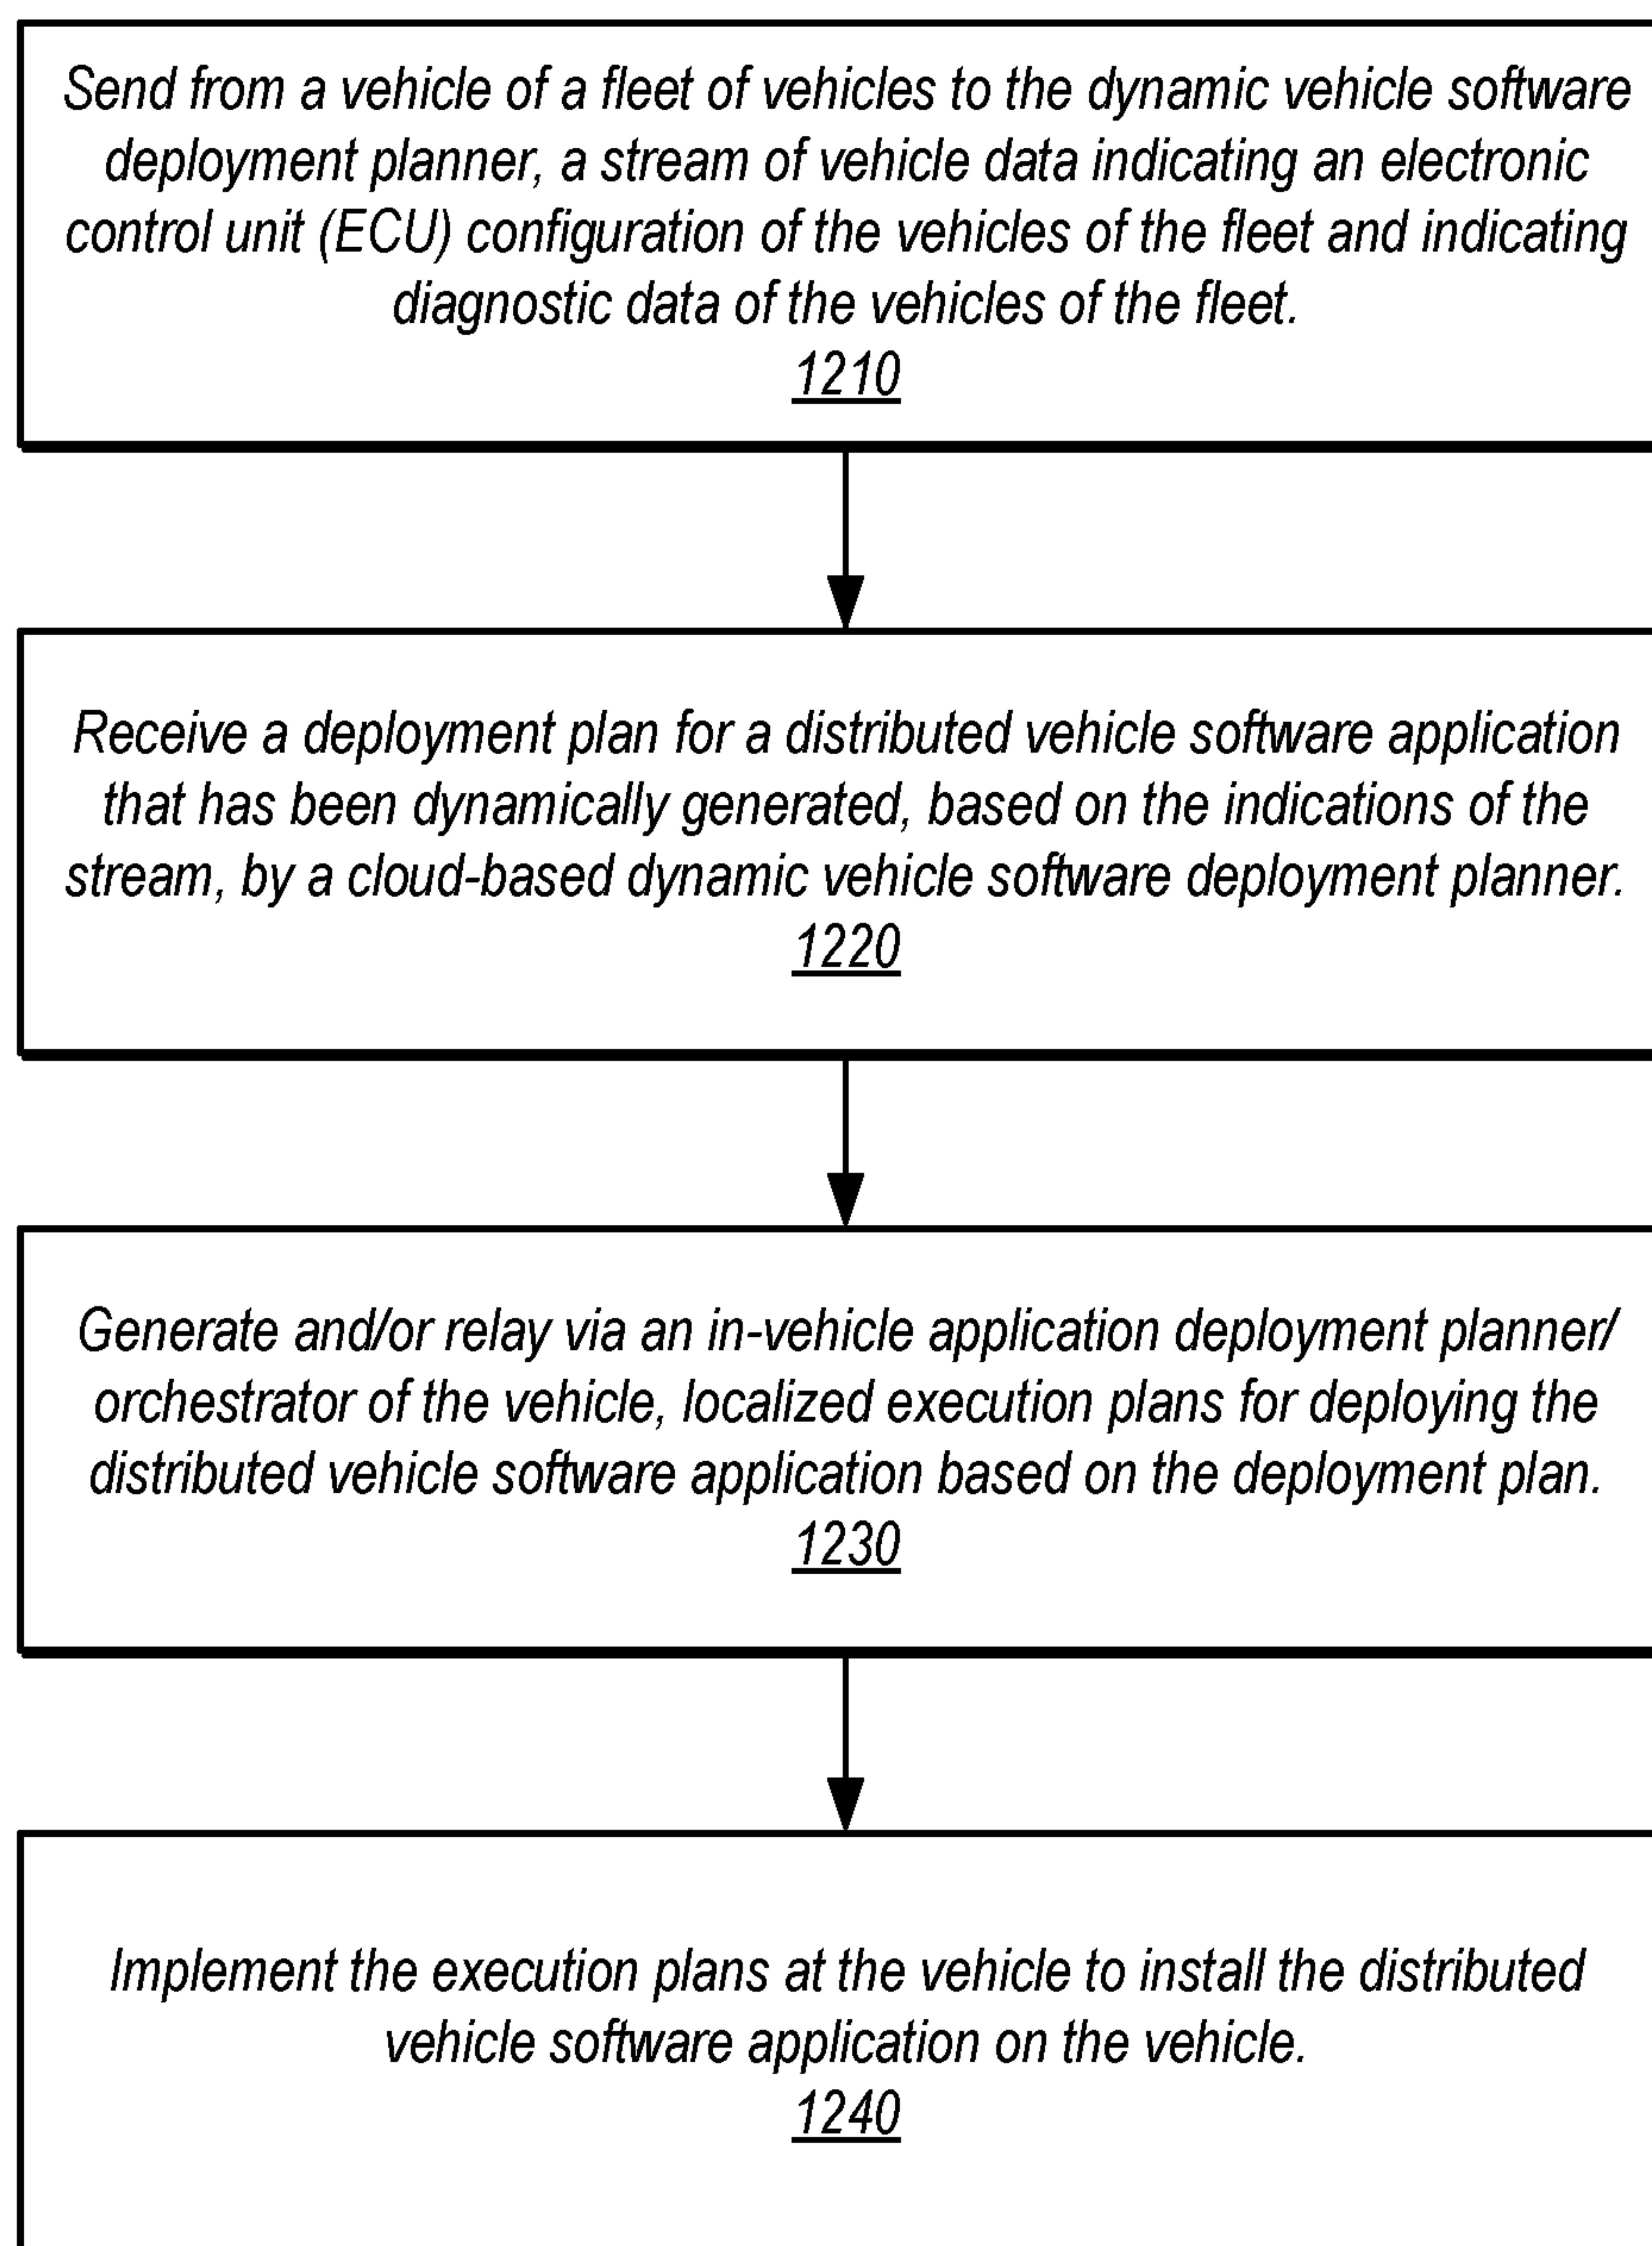 Send from a vehicle of a fleet of vehicles to the dynamic vehicle software
deployment planner, a stream of vehicle data indicating an electronic
control unit (ECU) configuration of the vehicles of the fleet and indicating
diagnostic data of the vehicles of the fleet.
1210
Receive a deployment plan for a distributed vehicle software application
that has been dynamically generated, based on the indications of the
stream, by a cloud-based dynamic vehicle software deployment planner.
1220
Generate and/or relay via an in-vehicle application deployment planner/
orchestrator of the vehicle, localized execution plans for deploying the
distributed vehicle software application based on the deployment plan.
1230
Implement the execution plans at the vehicle to install the distributed
vehicle software application on the vehicle.
1240